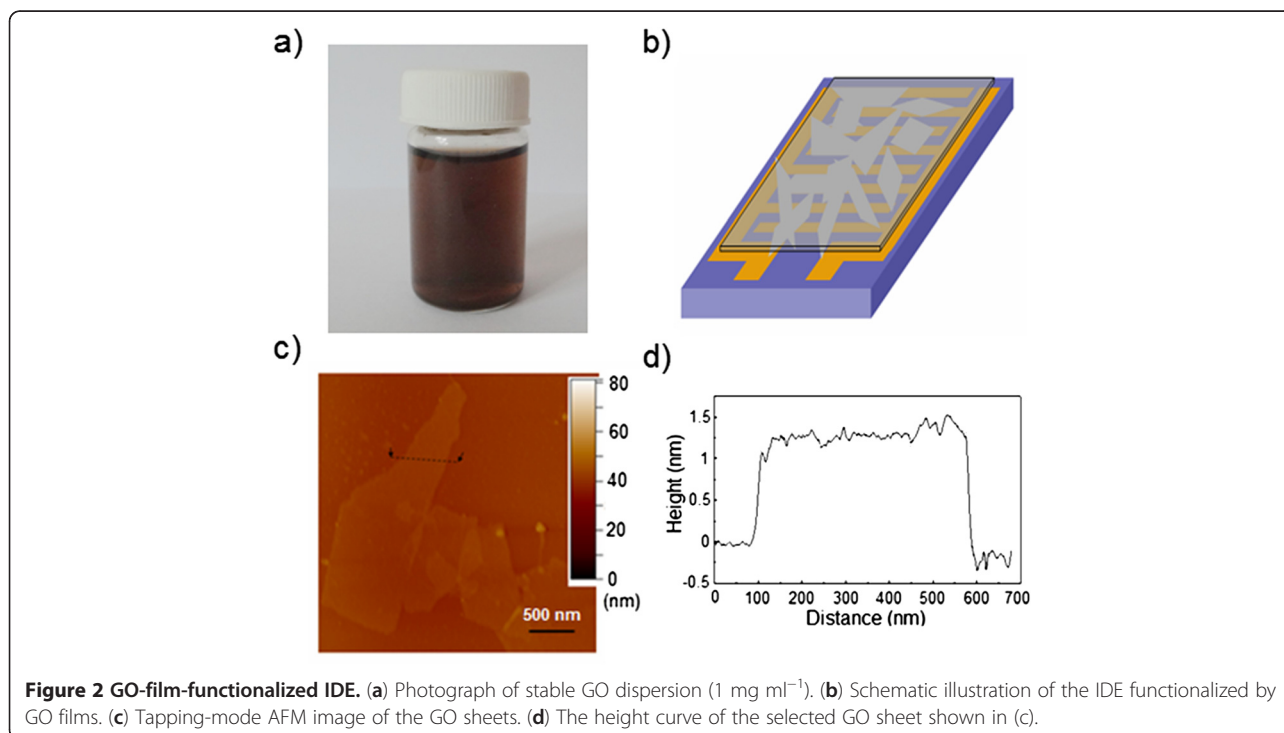 a)
b)
c)
80
60
40
20
0
(nm)
500 nm
d)
Height (nm)
1.5
1
0.5
0
-0.5
0 100 200 300 400 500 600 700
Distance (nm)
Figure 2 GO-film-functionalized IDE. (a) Photograph of stable GO dispersion (1 mg ml⁻¹). (b) Schematic illustration of the IDE functionalized by
GO films. (c) Tapping-mode AFM image of the GO sheets. (d) The height curve of the selected GO sheet shown in (c).